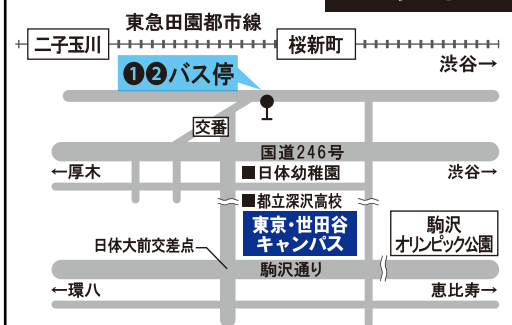 東急田園都市線
二子玉川
桜新町
渋谷→
❶❷バス停
交番
国道246号
←厚木
■日体幼稚園
渋谷→
■都立深沢高校
東京・世田谷
キャンパス
駒沢
オリンピック公園
日体大前交差点
駒沢通り
←環八
恵比寿→